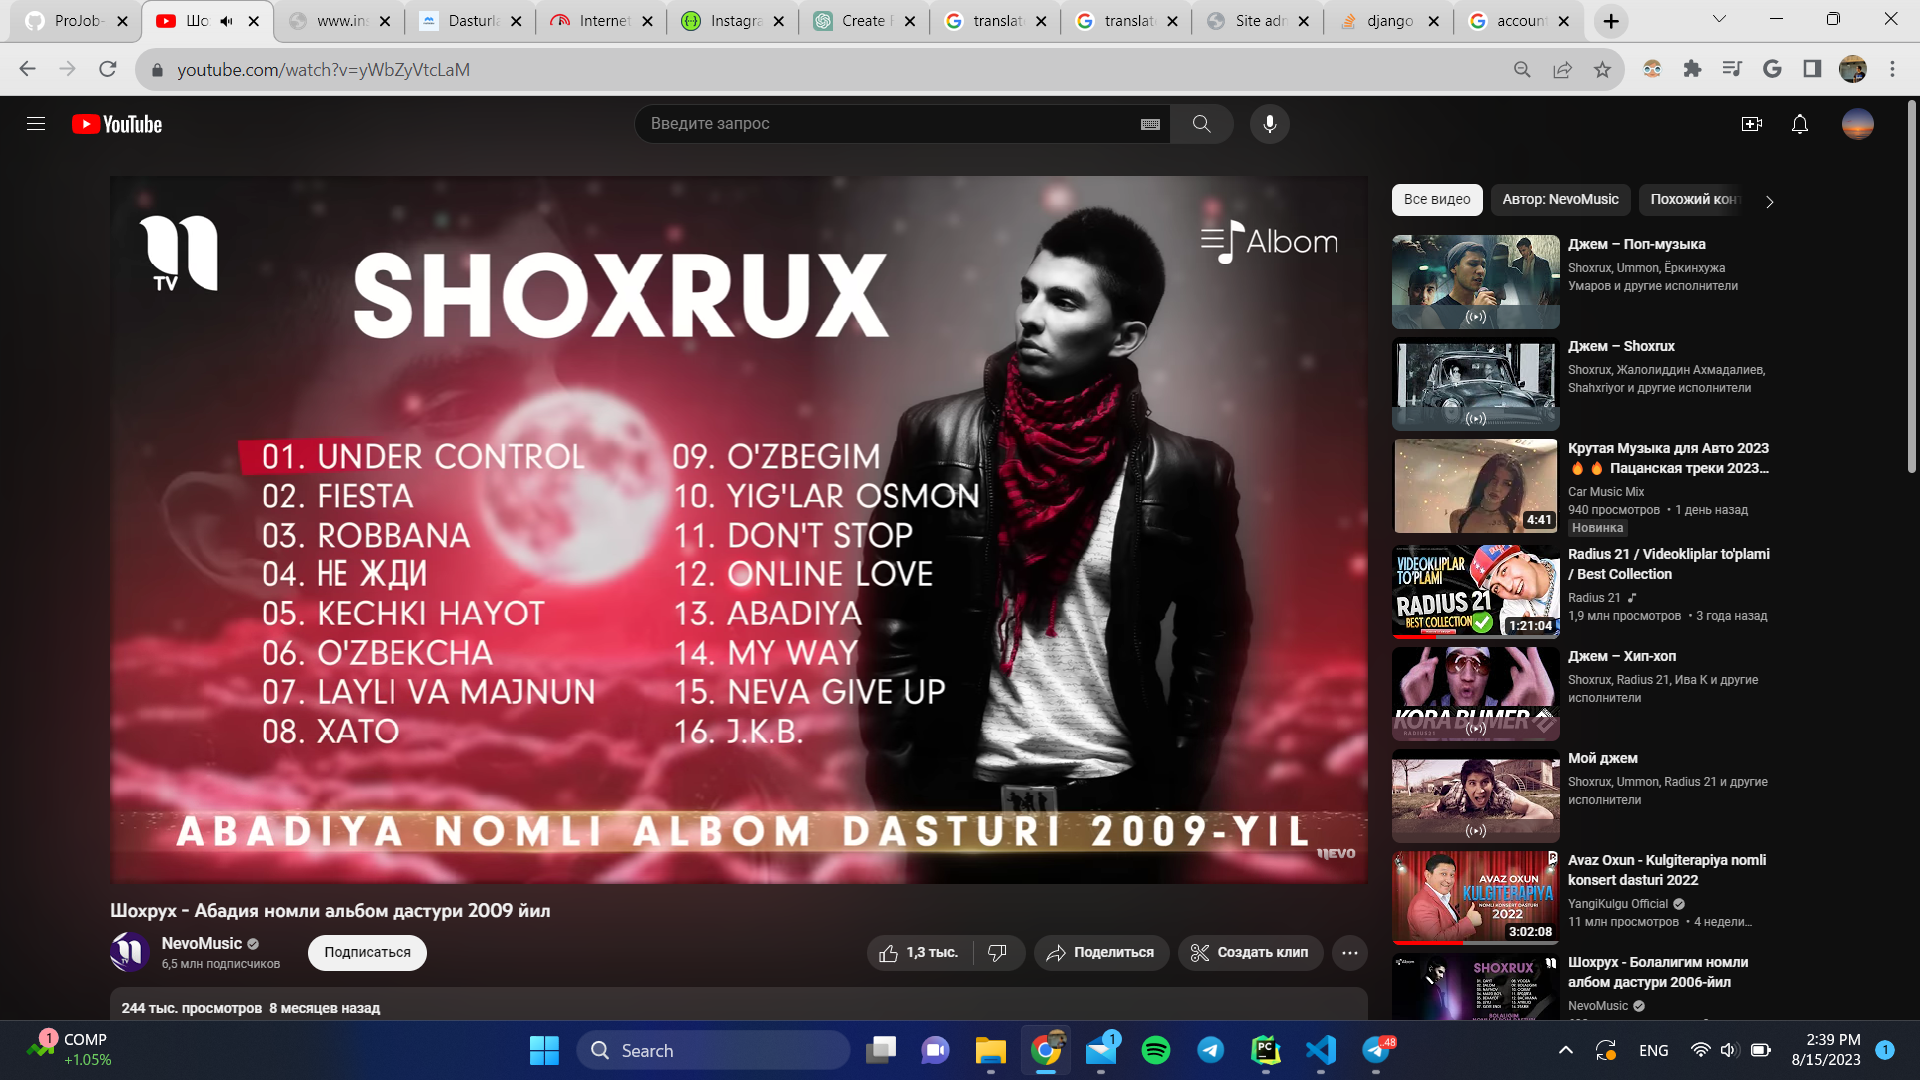 ProJob-
Шо
www.ins
Dasturla
Internet
Instagra
Create F
translat
translat
Site adr
django
account
youtube.com/watch?v=yWbZyVtcLaM
YouTube
Введите запрос
TV
Albom
SHOXRUX
01. UNDER CONTROL
02. FIESTA
03. ROBBANA
04. НЕ ЖДИ
05. KECHKI HAYOT
06. O'ZBEKCHA
07. LAYLI VA MAJNUN
08. XATO
09. O'ZBEGIM
10. YIG'LAR OSMON
11. DON'T STOP
12. ONLINE LOVE
13. ABADIYA
14. MY WAY
15. NEVA GIVE UP
16. J.K.B.
ABADIYA NOMLI ALBOM DASTURI 2009-YIL
NEVO
Шохрух - Абадия номли альбом дастури 2009 йил
NevoMusic
6,5 млн подписчиков
Подписаться
1,3 тыс.
Поделиться
Создать клип
244 тыс. просмотров 8 месяцев назад
Все видео
Автор: NevoMusic
Похожий конт
Джем – Поп-музыка
Shoxrux, Ummon, Ёркинхужа
Умаров и другие исполнители
Джем – Shoxrux
Shoxrux, Жалолиддин Ахмадалиев,
Shahxriyor и другие исполнители
4:41
Крутая Музыка для Авто 2023
🔥 🔥 Пацанская треки 2023...
Car Music Mix
940 просмотров • 1 день назад
Новинка
VIDEOKLIPLAR
TO'PLAMI
RADIUS 21
BEST COLLECTION
1:21:04
Radius 21 / Videokliplar to'plami
/ Best Collection
Radius 21
1,9 млн просмотров • 3 года назад
KORA BUMER
RADIUS21
Джем – Хип-хоп
Shoxrux, Radius 21, Ива К и другие
исполнители
Мой джем
Shoxrux, Ummon, Radius 21 и другие
исполнители
AVAZ OXUN
KULGITERAPIYA
NOMLI KONSERT DASTURI
2022
3:02:08
Avaz Oxun - Kulgiterapiya nomli
konsert dasturi 2022
YangiKulgu Official
11 млн просмотров • 4 недели...
SHOXRUX
Шохрух - Болалигим номли
албом дастури 2006-йил
NevoMusic
1
COMP
+1.05%
Search
1
PC
48
ENG
2:39 PM
8/15/2023
1